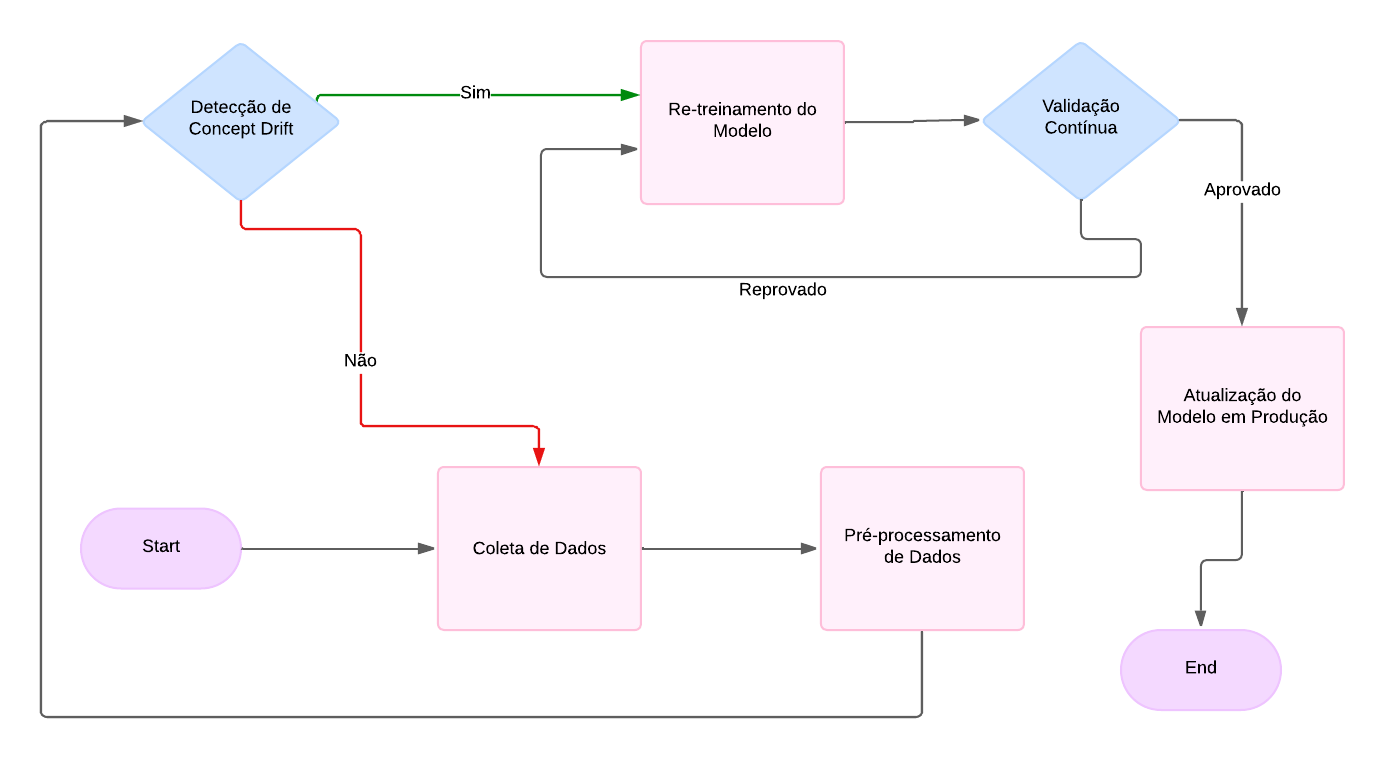 Detecção de
Concept Drift
Sim
Re-treinamento do
Modelo
Validação
Contínua
Aprovado
Reprovado
Não
Atualização do
Modelo em Produção
Start
Coleta de Dados
Pré-processamento
de Dados
End